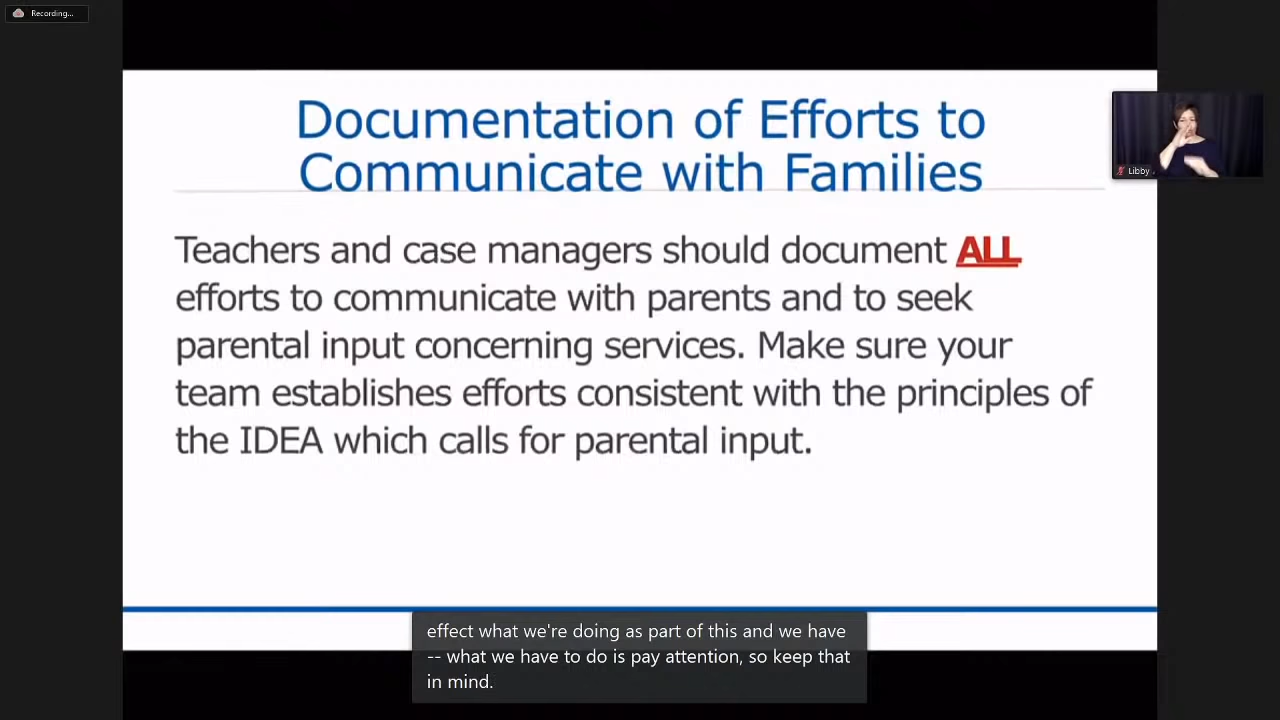 Recording...
Documentation of Efforts to
Communicate with Families
Libby
Teachers and case managers should document ALL
efforts to communicate with parents and to seek
parental input concerning services. Make sure your
team establishes efforts consistent with the principles of
the IDEA which calls for parental input.
effect what we're doing as part of this and we have
-- what we have to do is pay attention, so keep that
in mind.